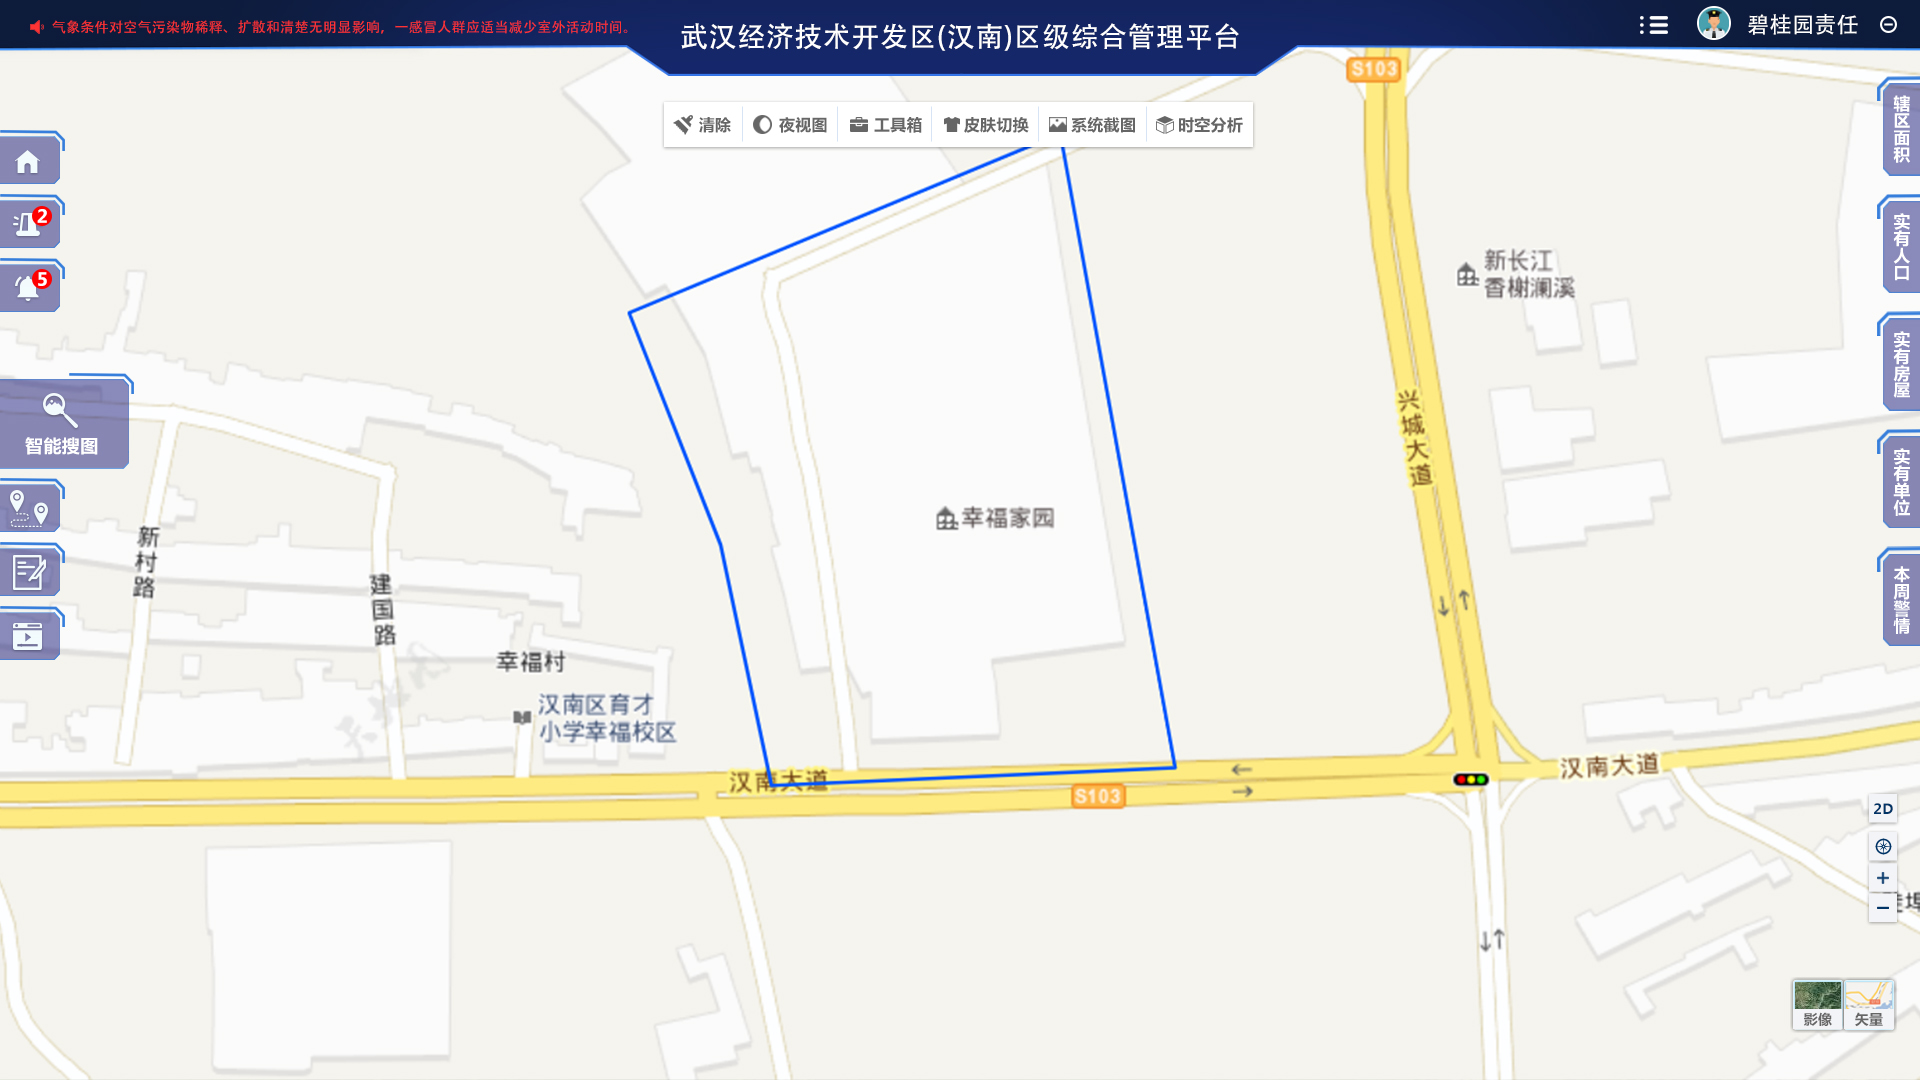 气象条件对空气污染物稀释、扩散和清楚无明显影响，一感冒人群应适当减少室外活动时间。
武汉经济技术开发区(汉南)区级综合管理平台
碧桂园责任
清除 夜视图 工具箱 皮肤切换 系统截图 时空分析
S103
2
5
智能搜图
新长江
香榭澜溪
兴城大道
幸福家园
新村路
建国路
幸福村
汉南区育才
小学幸福校区
汉南大道
S103
汉南大道
辖区面积
实有人口
实有房屋
实有单位
本周警情
2D
影像 矢量